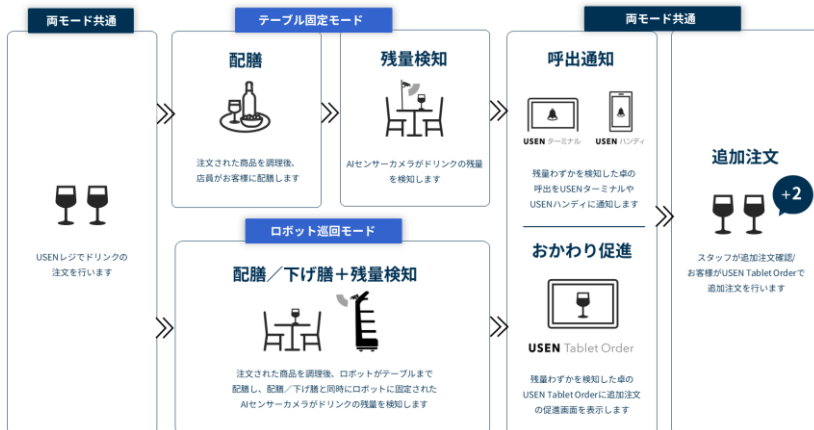 両モード共通
USENレジでドリンクの
注文を行います
テーブル固定モード
配膳
注文された商品を調理後、
店員がお客様に配膳します
残量検知
AIセンサーカメラがドリンクの残量
を検知します
ロボット巡回モード
配膳／下げ膳＋残量検知
注文された商品を調理後、ロボットがテーブルまで
配膳し、配膳／下げ膳と同時にロボットに固定された
AIセンサーカメラがドリンクの残量を検知します
両モード共通
呼出通知
USEN ターミナル
USEN ハンディ
残量わずかを検知した卓の
呼出をUSENターミナルや
USENハンディに通知します
おかわり促進
USEN Tablet Order
残量わずかを検知した卓の
USEN Tablet Orderに追加注文
の促進画面を表示します
追加注文
+2
スタッフが追加注文確認/
お客様がUSEN Tablet Orderで
追加注文を行います